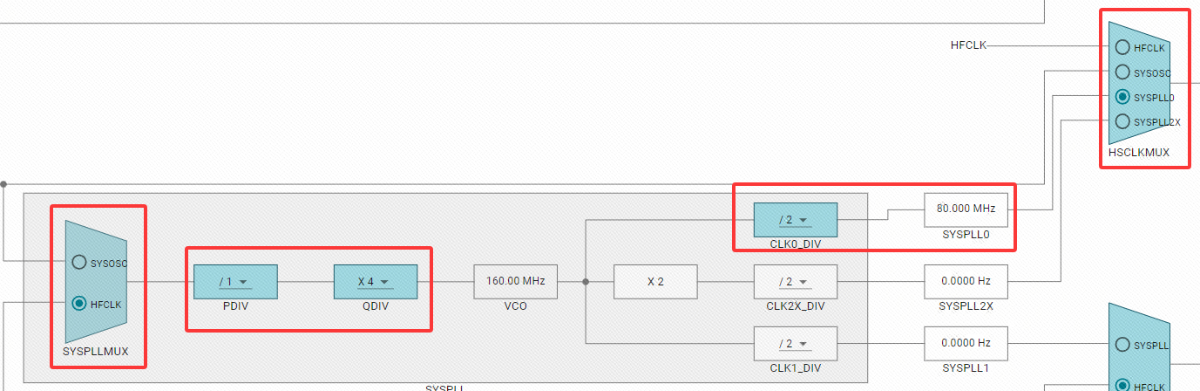 HFCLK
HFCLK
SYSOSC
SYSPLL0
SYSPLL2X
HSCLKMUX
SYSOSC
HFCLK
SYSPLLMUX
/ 1
PDIV
X 4
QDIV
160.00 MHz
VCO
X 2
/ 2
CLK0_DIV
80.000 MHz
SYSPLL0
/ 2
CLK2X_DIV
0.0000 Hz
SYSPLL2X
/ 2
CLK1_DIV
0.0000 Hz
SYSPLL1
SYSPLL
HFCLK
SYSPLL